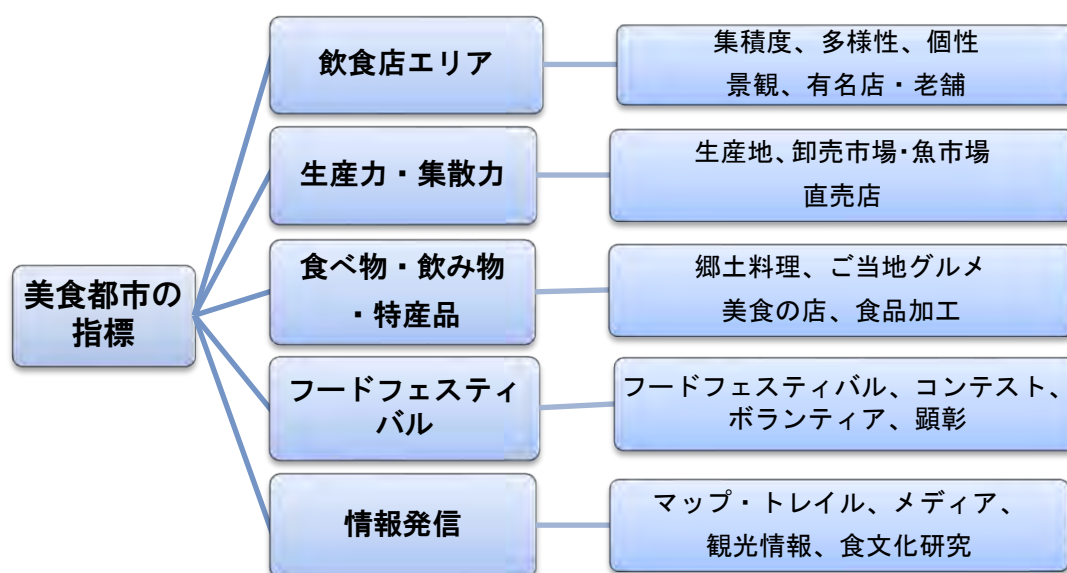 美食都市の
指標
飲食店エリア
集積度、多様性、個性
景観、有名店・老舗
生産力・集散力
生産地、卸売市場・魚市場
直売店
食べ物・飲み物
・特産品
郷土料理、ご当地グルメ
美食の店、食品加工
フードフェスティ
バル
フードフェスティバル、コンテスト、
ボランティア、顕彰
情報発信
マップ・トレイル、メディア、
観光情報、食文化研究